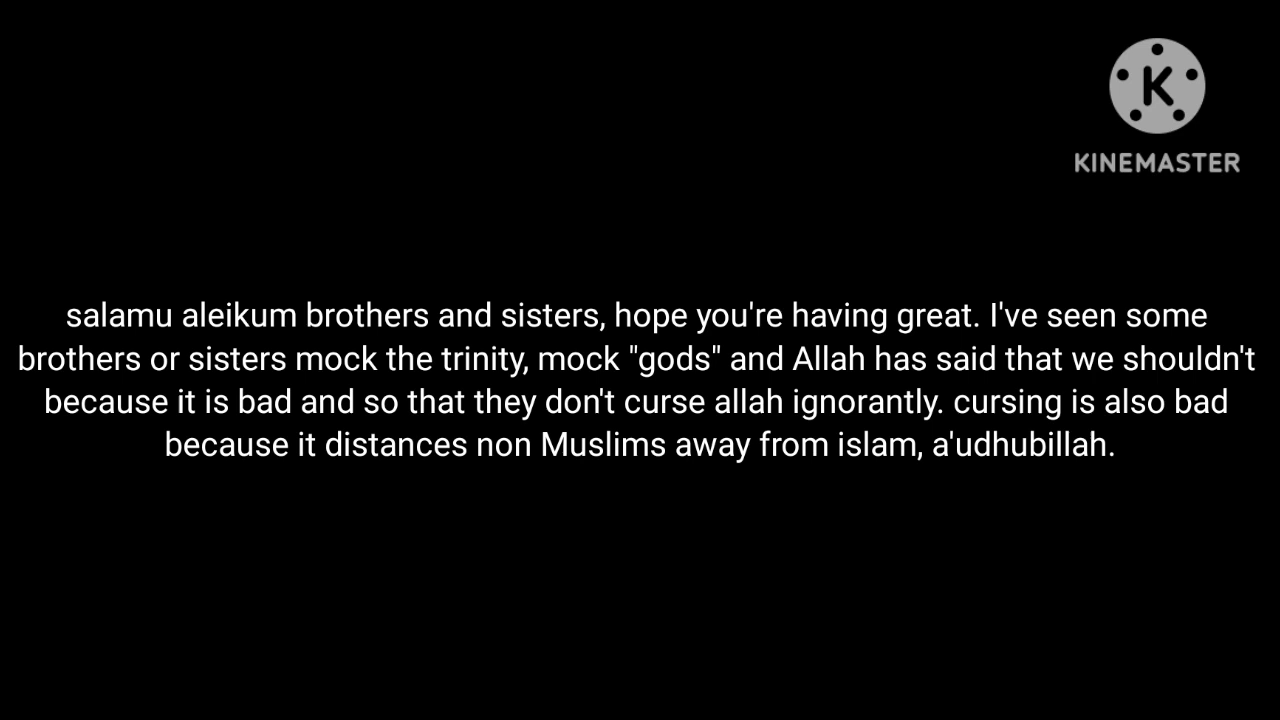 K
KINEMASTER
salamu aleikum brothers and sisters, hope you're having great. I've seen some
brothers or sisters mock the trinity, mock "gods" and Allah has said that we shouldn't
because it is bad and so that they don't curse allah ignorantly. cursing is also bad
because it distances non Muslims away from islam, a'udhubillah.